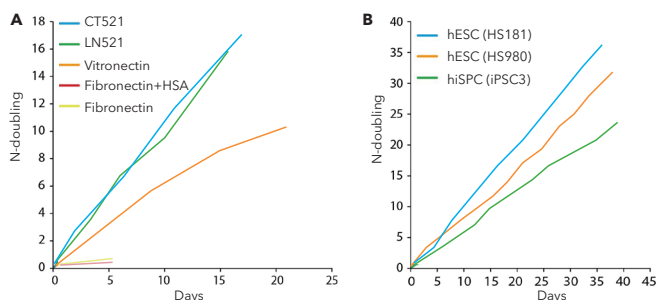 A
CT521
LN521
Vitronectin
Fibronectin+HSA
Fibronectin
N-doubling
18
16
14
12
10
8
6
4
2
0
0 5 10 15 20 25
Days
B
hESC (HS181)
hESC (HS980)
hiSPC (iPSC3)
N-doubling
40
35
30
25
20
15
10
5
0
0 5 10 15 20 25 30 35 40 45
Days